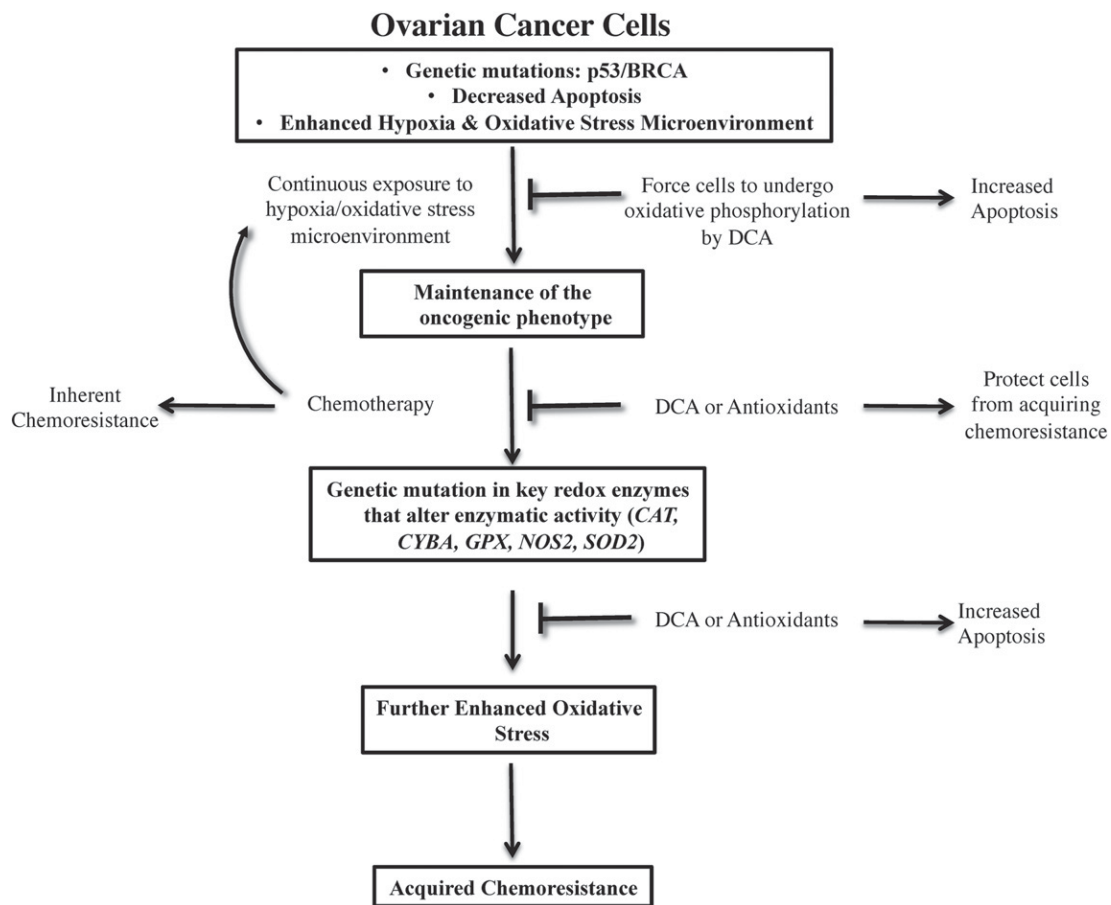 Ovarian Cancer Cells
• Genetic mutations: p53/BRCA
• Decreased Apoptosis
• Enhanced Hypoxia & Oxidative Stress Microenvironment
Continuous exposure to
hypoxia/oxidative stress
microenvironment
Force cells to undergo
oxidative phosphorylation
by DCA
Increased
Apoptosis
Maintenance of the
oncogenic phenotype
Inherent
Chemoresistance
Chemotherapy
DCA or Antioxidants
Protect cells
from acquiring
chemoresistance
Genetic mutation in key redox enzymes
that alter enzymatic activity (CAT,
CYBA, GPX, NOS2, SOD2)
DCA or Antioxidants
Increased
Apoptosis
Further Enhanced Oxidative
Stress
Acquired Chemoresistance